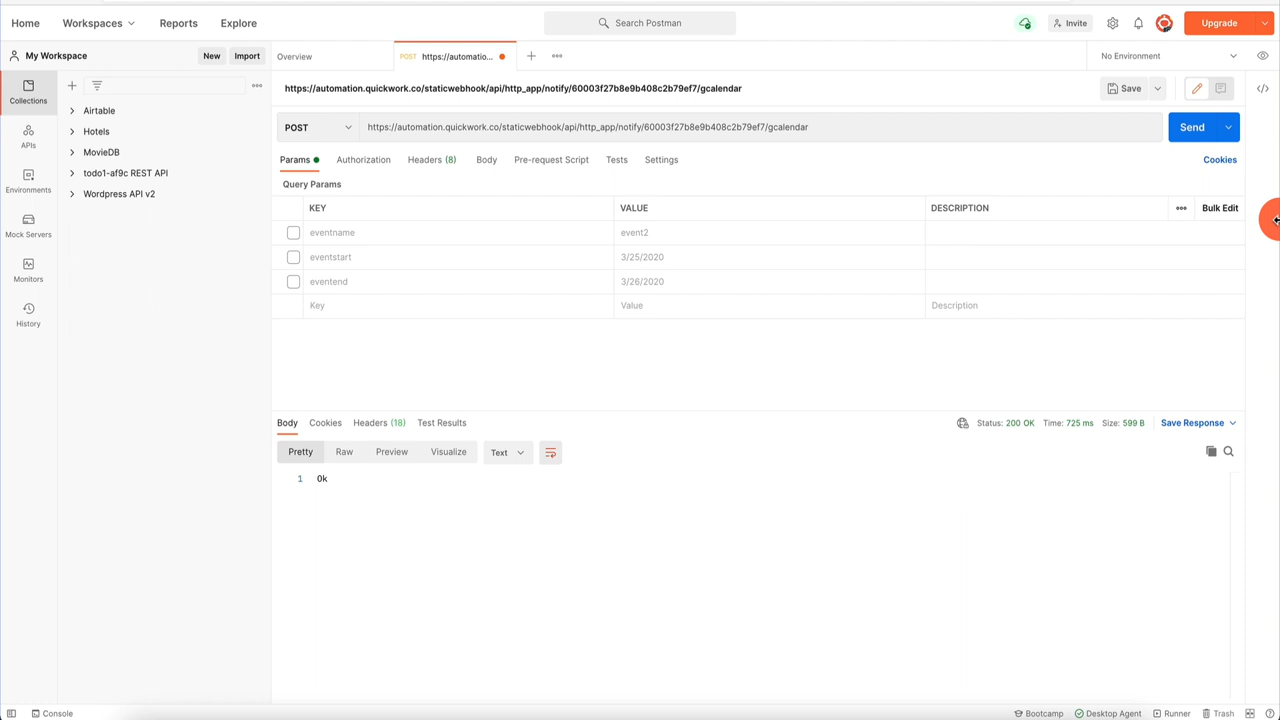 Home Workspaces Reports Explore Search Postman Invite Upgrade
My Workspace New Import Overview POST https://automatio... No Environment
Collections
APIs
Environments
Mock Servers
Monitors
History
Airtable
Hotels
MovieDB
todo1-af9c REST API
Wordpress API v2
https://automation.quickwork.co/staticwebhook/api/http_app/notify/60003f27b8e9b408c2b79ef7/gcalendar Save
POST https://automation.quickwork.co/staticwebhook/api/http_app/notify/60003f27b8e9b408c2b79ef7/gcalendar Send
Params Authorization Headers (8) Body Pre-request Script Tests Settings Cookies
Query Params
KEY VALUE DESCRIPTION Bulk Edit
eventname event2
eventstart 3/25/2020
eventend 3/26/2020
Key Value Description
Body Cookies Headers (18) Test Results Status: 200 OK Time: 725 ms Size: 599 B Save Response
Pretty Raw Preview Visualize Text
1 Ok
Console Bootcamp Desktop Agent Runner Trash